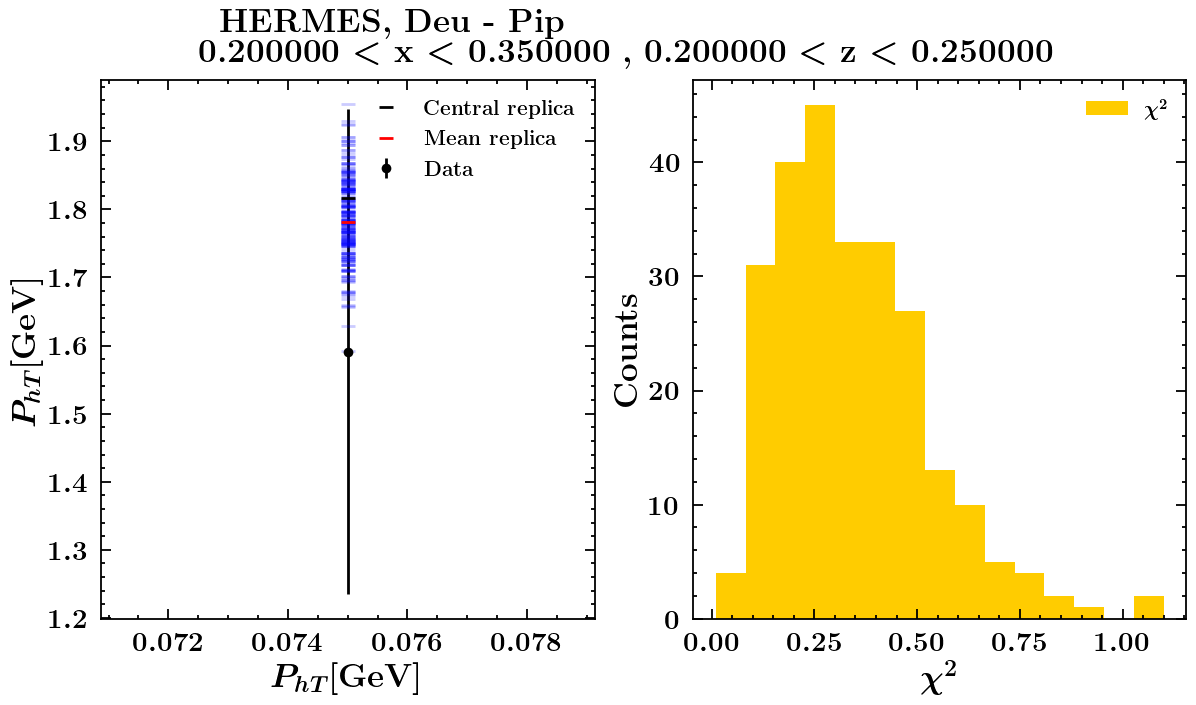 HERMES, Deu - Pip
0.200000 < x < 0.350000 , 0.200000 < z < 0.250000
Central replica
Mean replica
Data
1.9
1.8
1.7
1.6
1.5
1.4
1.3
1.2
P_{hT}[GeV]
0.072 0.074 0.076 0.078
P_{hT}[GeV]
χ²
40
30
20
10
0
Counts
0.00 0.25 0.50 0.75 1.00
χ²